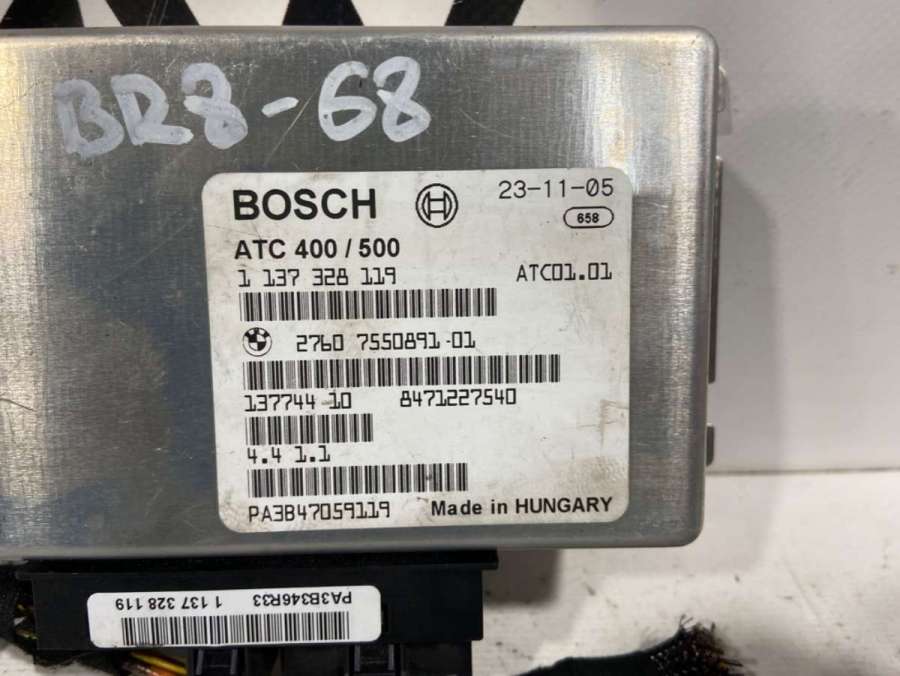 BR8-68
BOSCH
23-11-05
658
ATC 400 / 500
1 137 328 119
ATC01.01
2760 7550891-01
137744 10 8471227540
4.4 1.1
PA3B47059119
Made in HUNGARY
PA3B346R33
1 137 328 119